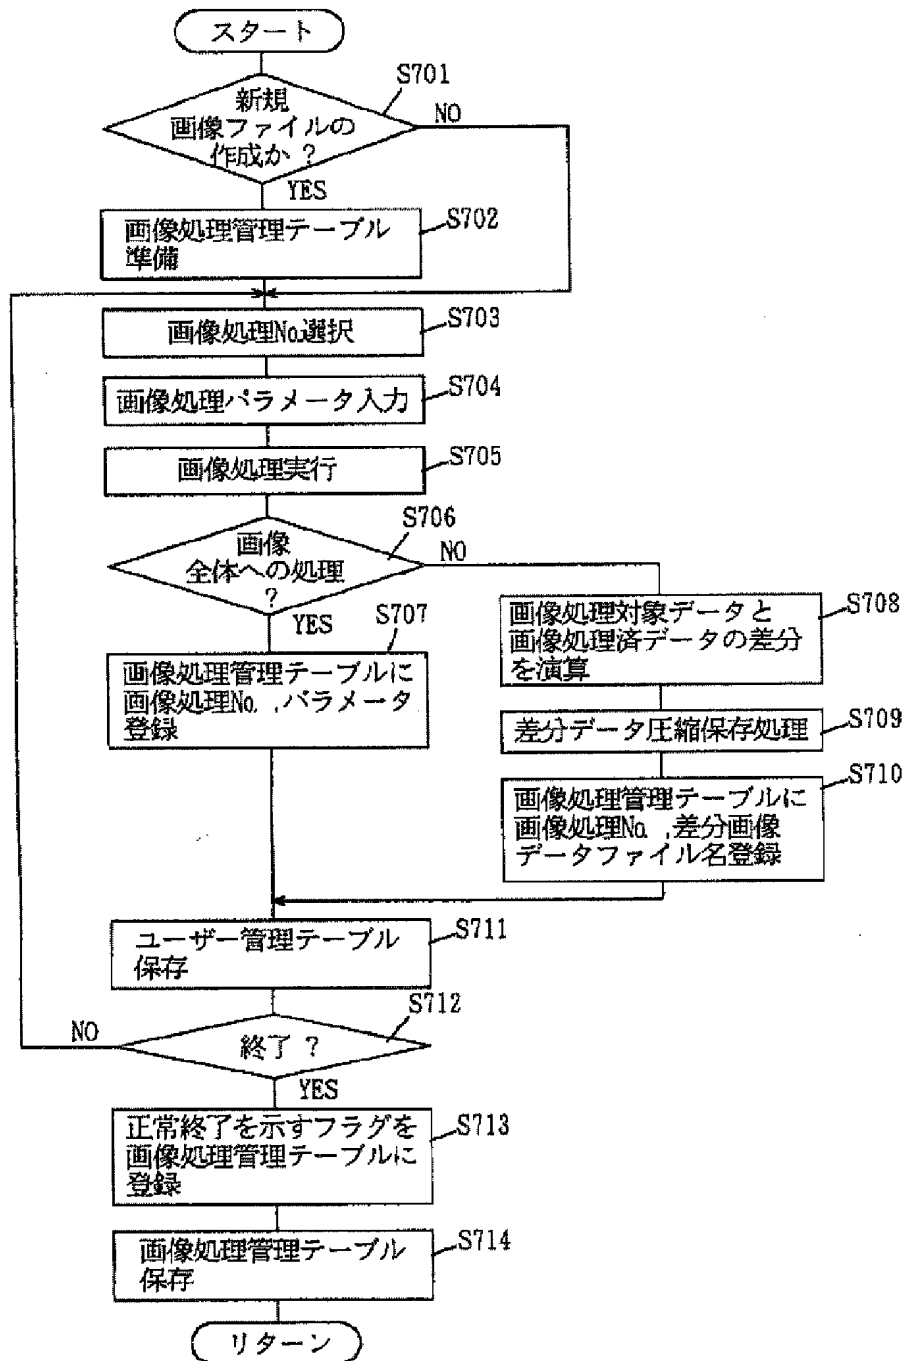 スタート
S701
新規
画像ファイルの
作成か ?
NO
YES
S702
画像処理管理テーブル
準備
S703
画像処理No.選択
S704
画像処理パラメータ入力
S705
画像処理実行
S706
画像
全体への処理
?
NO
YES
S707
画像処理管理テーブルに
画像処理No.,パラメータ
登録
S708
画像処理対象データと
画像処理済データの差分
を演算
S709
差分データ圧縮保存処理
S710
画像処理管理テーブルに
画像処理No.,差分画像
データファイル名登録
S711
ユーザー管理テーブル
保存
S712
NO
終了 ?
YES
S713
正常終了を示すフラグを
画像処理管理テーブルに
登録
S714
画像処理管理テーブル
保存
リターン